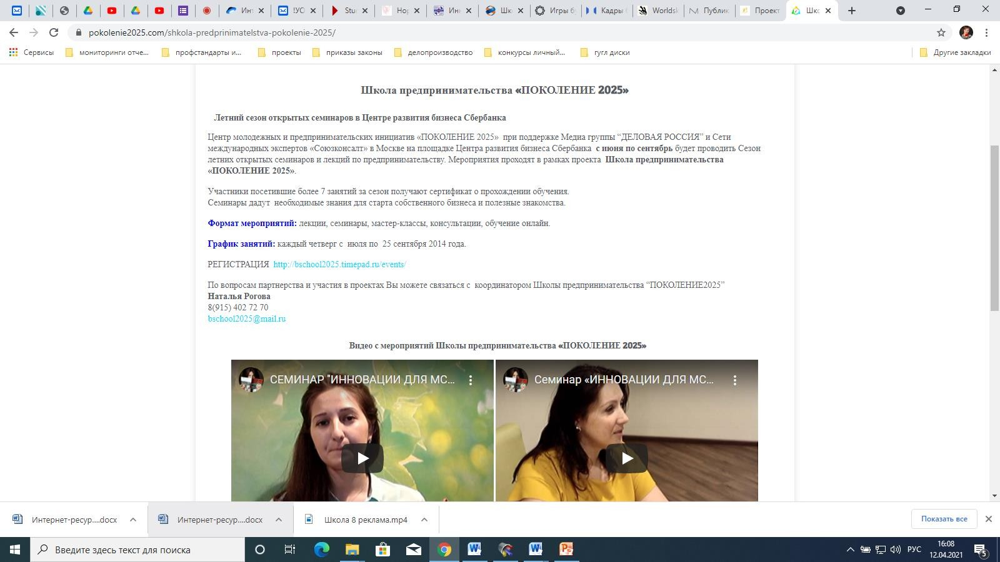 Инт
!УС
Stu
Нор
Инн
Шко
Игры б
Кадры
Worldsk
Публик
Проект
Шко
pokolenie2025.com/shkola-predprinimatelstva-pokolenie-2025/
Сервисы
мониторинги отче...
профстандарты и...
проекты
приказы законы
делопроизводство
конкурсы личный...
гугл диски
Другие закладки
Школа предпринимательства «ПОКОЛЕНИЕ 2025»
Летний сезон открытых семинаров в Центре развития бизнеса Сбербанка
Центр молодежных и предпринимательских инициатив «ПОКОЛЕНИЕ 2025» при поддержке Медиа группы “ДЕЛОВАЯ РОССИЯ” и Сети
международных экспертов «Союзконсалт» в Москве на площадке Центра развития бизнеса Сбербанка с июня по сентябрь будет проводить Сезон
летних открытых семинаров и лекций по предпринимательству. Мероприятия проходят в рамках проекта Школа предпринимательства
«ПОКОЛЕНИЕ 2025».
Участники посетившие более 7 занятий за сезон получают сертификат о прохождении обучения.
Семинары дадут необходимые знания для старта собственного бизнеса и полезные знакомства.
Формат мероприятий: лекции, семинары, мастер-классы, консультации, обучение онлайн.
График занятий: каждый четверг с июля по 25 сентября 2014 года.
РЕГИСТРАЦИЯ http://bschool2025.timepad.ru/events/
По вопросам партнерства и участия в проектах Вы можете связаться с координатором Школы предпринимательства “ПОКОЛЕНИЕ2025”
Наталья Рогова
8(915) 402 72 70
bschool2025@mail.ru
Видео с мероприятий Школы предпринимательства «ПОКОЛЕНИЕ 2025»
СЕМИНАР "ИННОВАЦИИ ДЛЯ МС...
Семинар «ИННОВАЦИИ ДЛЯ МС...
Интернет-ресур....docx
Интернет-ресур....docx
Школа 8 реклама.mp4
Показать все
Введите здесь текст для поиска
РУС
16:08
12.04.2021
5